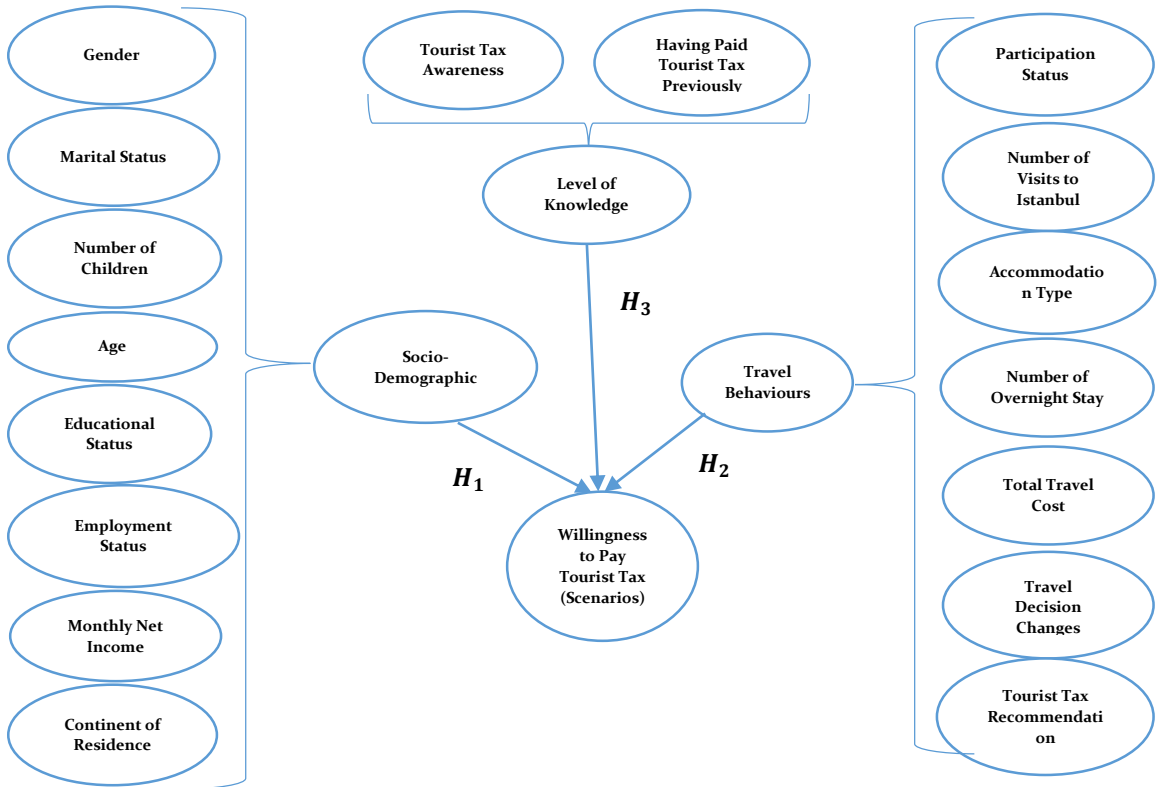 Gender
Marital Status
Number of
Children
Age
Educational
Status
Employment
Status
Monthly Net
Income
Continent of
Residence
Tourist Tax
Awareness
Having Paid
Tourist Tax
Previously
Level of
Knowledge
H₃
Socio-
Demographic
Travel
Behaviours
H₁
H₂
Willingness
to Pay
Tourist Tax
(Scenarios)
Participation
Status
Number of
Visits to
Istanbul
Accommodatio
n Type
Number of
Overnight Stay
Total Travel
Cost
Travel
Decision
Changes
Tourist Tax
Recommendati
on